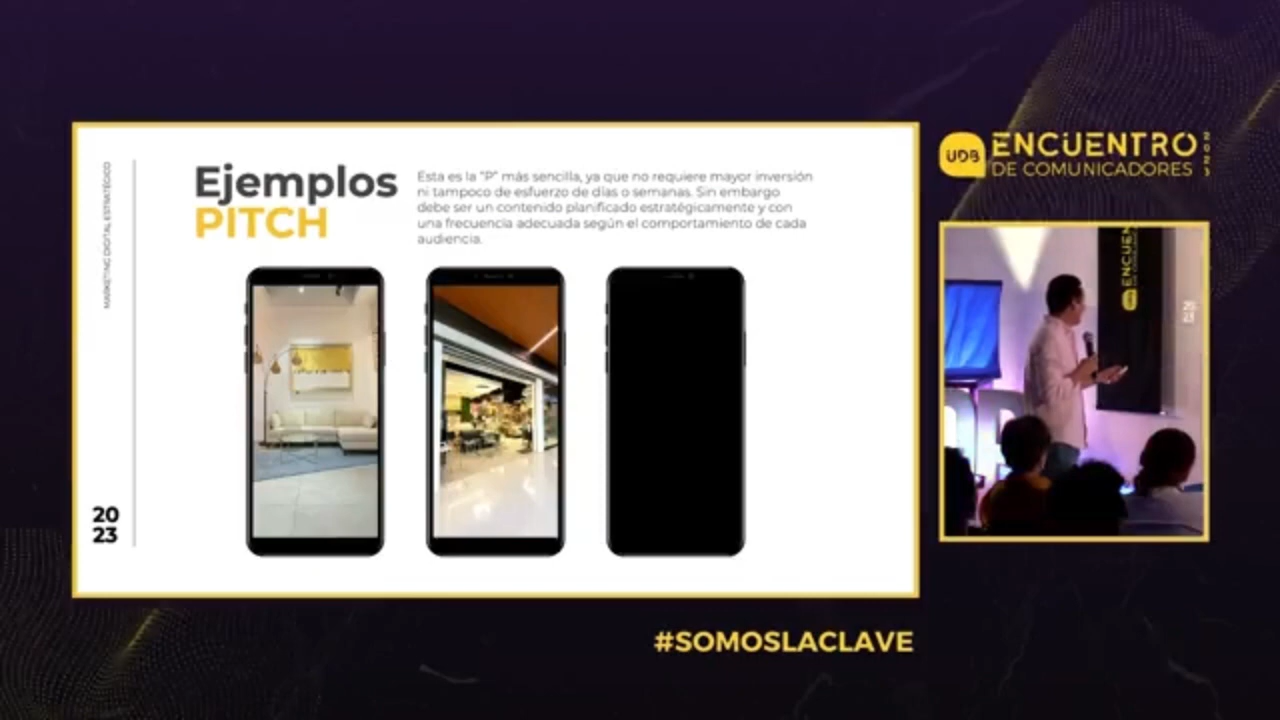 MARKETING DIGITAL ESTRATÉGICO
Ejemplos
PITCH
Esta es la "P" más sencilla, ya que no requiere mayor inversión
ni tampoco de esfuerzo de días o semanas. Sin embargo
debe ser un contenido planificado estratégicamente y con
una frecuencia adecuada según el comportamiento de cada
audiencia.
20
23
UDB
ENCUENTRO
DE COMUNICADORES
2023
ENCUEN
#SOMOSLACLAVE